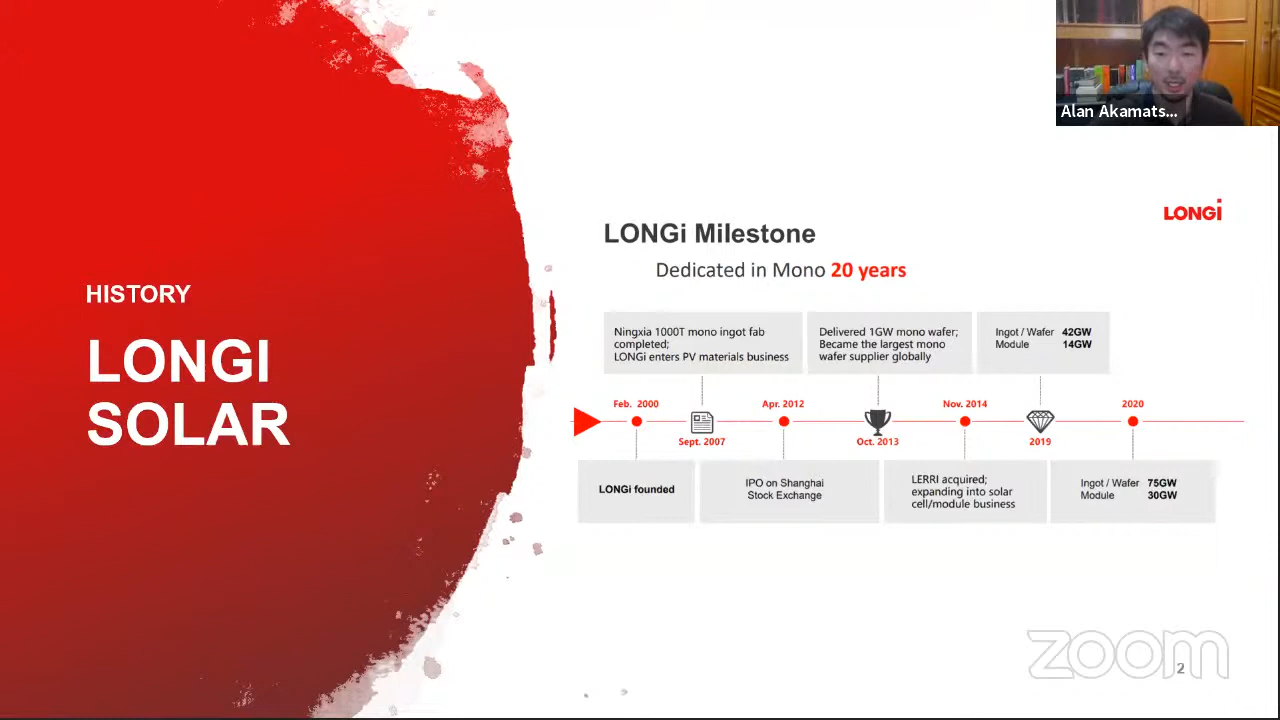 Alan Akamats...
LONGi
HISTORY
LONGI
SOLAR
LONGi Milestone
Dedicated in Mono 20 years
Ningxia 1000T mono ingot fab
completed;
LONGi enters PV materials business
Delivered 1GW mono wafer;
Became the largest mono
wafer supplier globally
Ingot / Wafer 42GW
Module 14GW
Feb. 2000
Sept. 2007
Apr. 2012
Oct. 2013
Nov. 2014
2019
2020
LONGi founded
IPO on Shanghai
Stock Exchange
LERRI acquired;
expanding into solar
cell/module business
Ingot / Wafer 75GW
Module 30GW
zoom
2